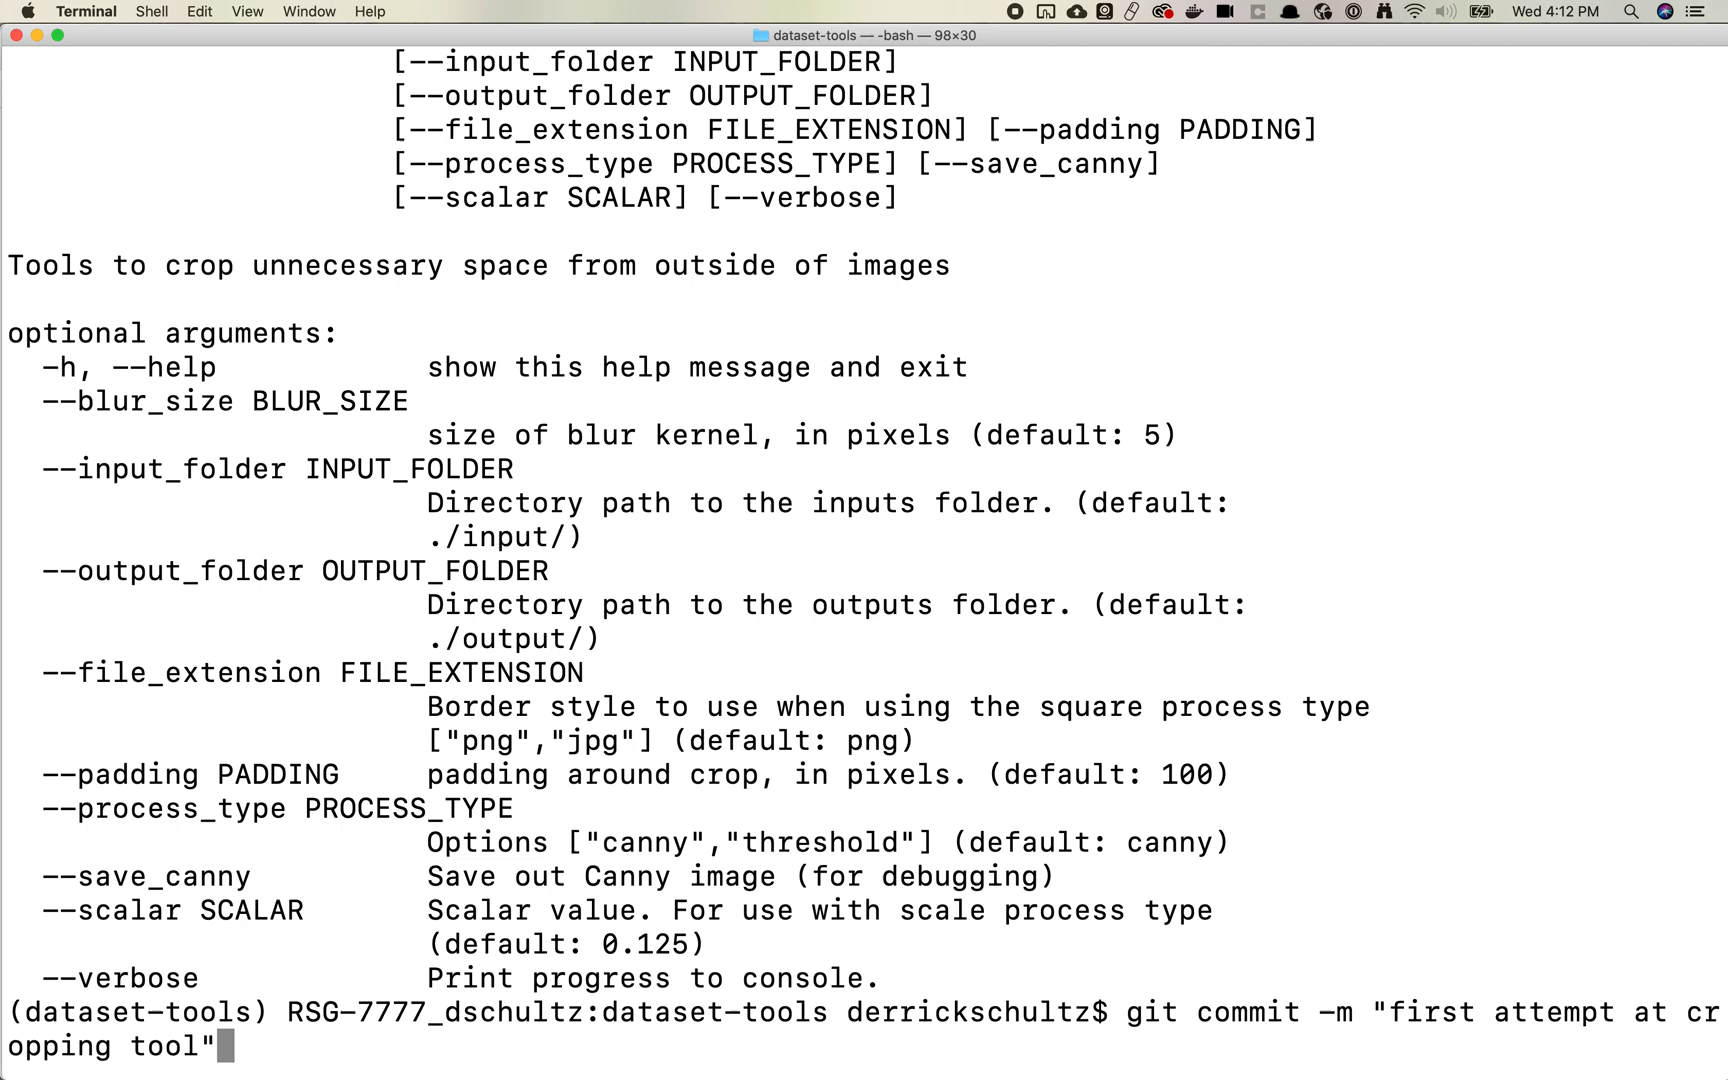 Terminal Shell Edit View Window Help Wed 4:12 PM
dataset-tools — -bash — 98×30
[--input_folder INPUT_FOLDER]
[--output_folder OUTPUT_FOLDER]
[--file_extension FILE_EXTENSION] [--padding PADDING]
[--process_type PROCESS_TYPE] [--save_canny]
[--scalar SCALAR] [--verbose]
Tools to crop unnecessary space from outside of images
optional arguments:
-h, --help show this help message and exit
--blur_size BLUR_SIZE
size of blur kernel, in pixels (default: 5)
--input_folder INPUT_FOLDER
Directory path to the inputs folder. (default:
./input/)
--output_folder OUTPUT_FOLDER
Directory path to the outputs folder. (default:
./output/)
--file_extension FILE_EXTENSION
Border style to use when using the square process type
["png","jpg"] (default: png)
--padding PADDING padding around crop, in pixels. (default: 100)
--process_type PROCESS_TYPE
Options ["canny","threshold"] (default: canny)
--save_canny Save out Canny image (for debugging)
--scalar SCALAR Scalar value. For use with scale process type
(default: 0.125)
--verbose Print progress to console.
(dataset-tools) RSG-7777_dschultz:dataset-tools derrickschultz$ git commit -m "first attempt at cr
opping tool"